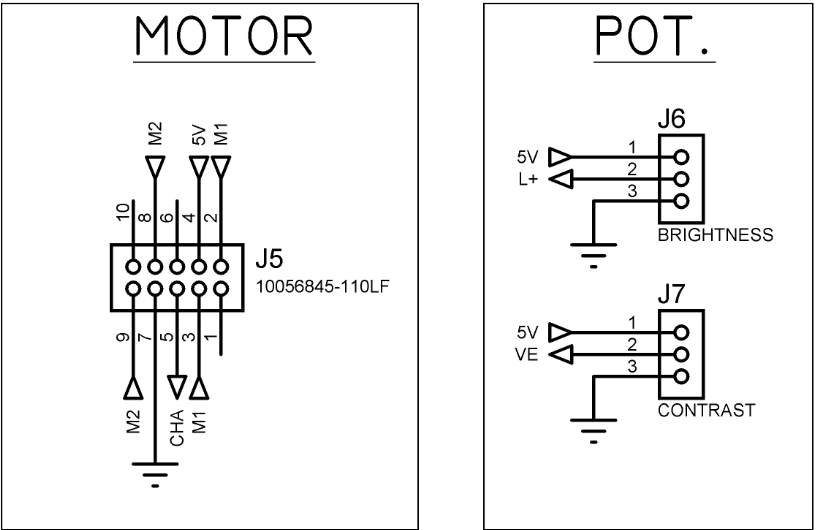 MOTOR
M2 5V M1
10 8 6 4 2
J5
10056845-110LF
9 7 5 3 1
M2 CHA M1
POT.
J6
5V 1
L+ 2
3
BRIGHTNESS
J7
5V 1
VE 2
3
CONTRAST